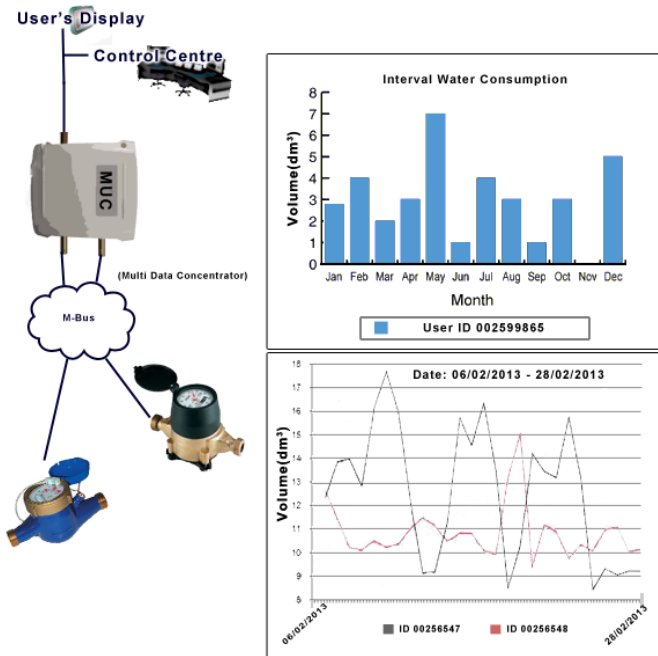 User's Display
Control Centre
MUC
(Multi Data Concentrator)
M-Bus
Interval Water Consumption
Volume(dm³)
8
7
6
5
4
3
2
1
0
Jan Feb Mar Apr May Jun Jul Aug Sep Oct Nov Dec
Month
User ID 002599865
Date: 06/02/2013 - 28/02/2013
Volume(dm³)
18
17
16
15
14
13
12
11
10
9
8
06/02/2013
28/02/2013
ID 00256547
ID 00256548